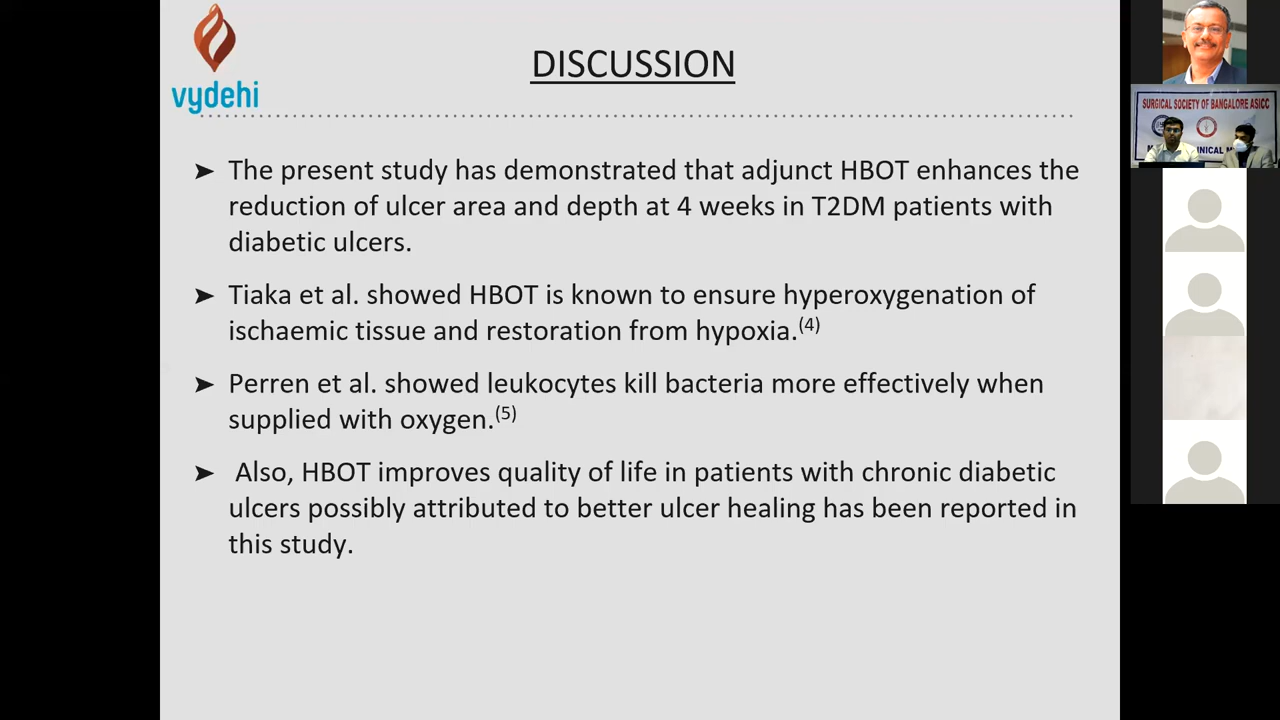 vydehi
DISCUSSION
➤ The present study has demonstrated that adjunct HBOT enhances the
reduction of ulcer area and depth at 4 weeks in T2DM patients with
diabetic ulcers.
➤ Tiaka et al. showed HBOT is known to ensure hyperoxygenation of
ischaemic tissue and restoration from hypoxia.(4)
➤ Perren et al. showed leukocytes kill bacteria more effectively when
supplied with oxygen.(5)
➤ Also, HBOT improves quality of life in patients with chronic diabetic
ulcers possibly attributed to better ulcer healing has been reported in
this study.
SURGICAL SOCIETY OF BANGALORE ASICC